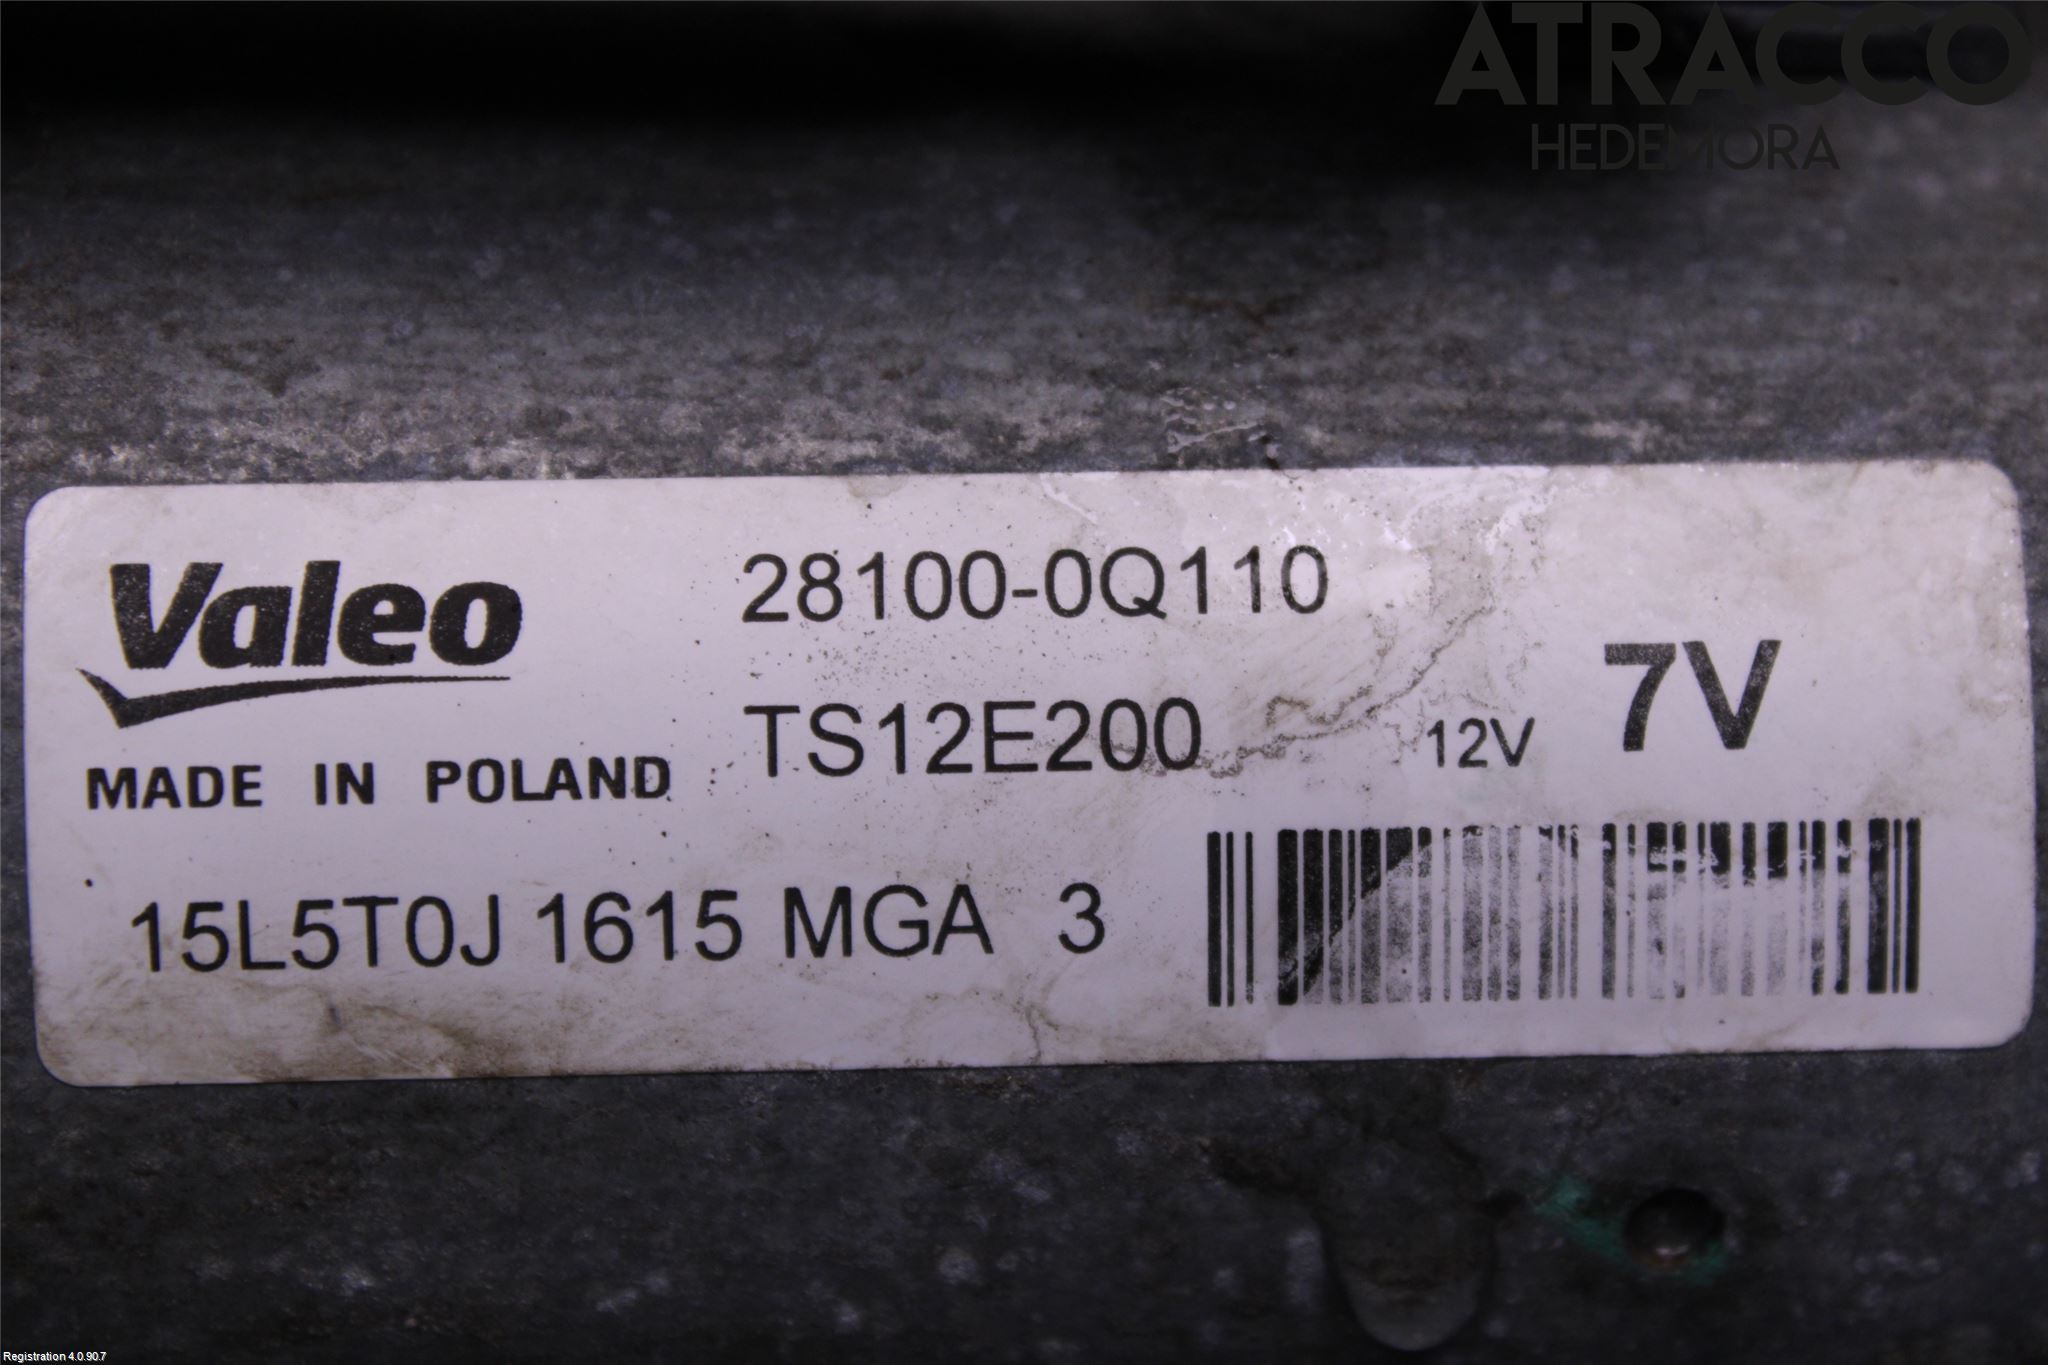 ATRACCO
HEDEMORA
Valeo
28100-0Q110
7V
TS12E200
12V
MADE IN POLAND
15L5T0J 1615 MGA 3
Registration 4.0.90.7